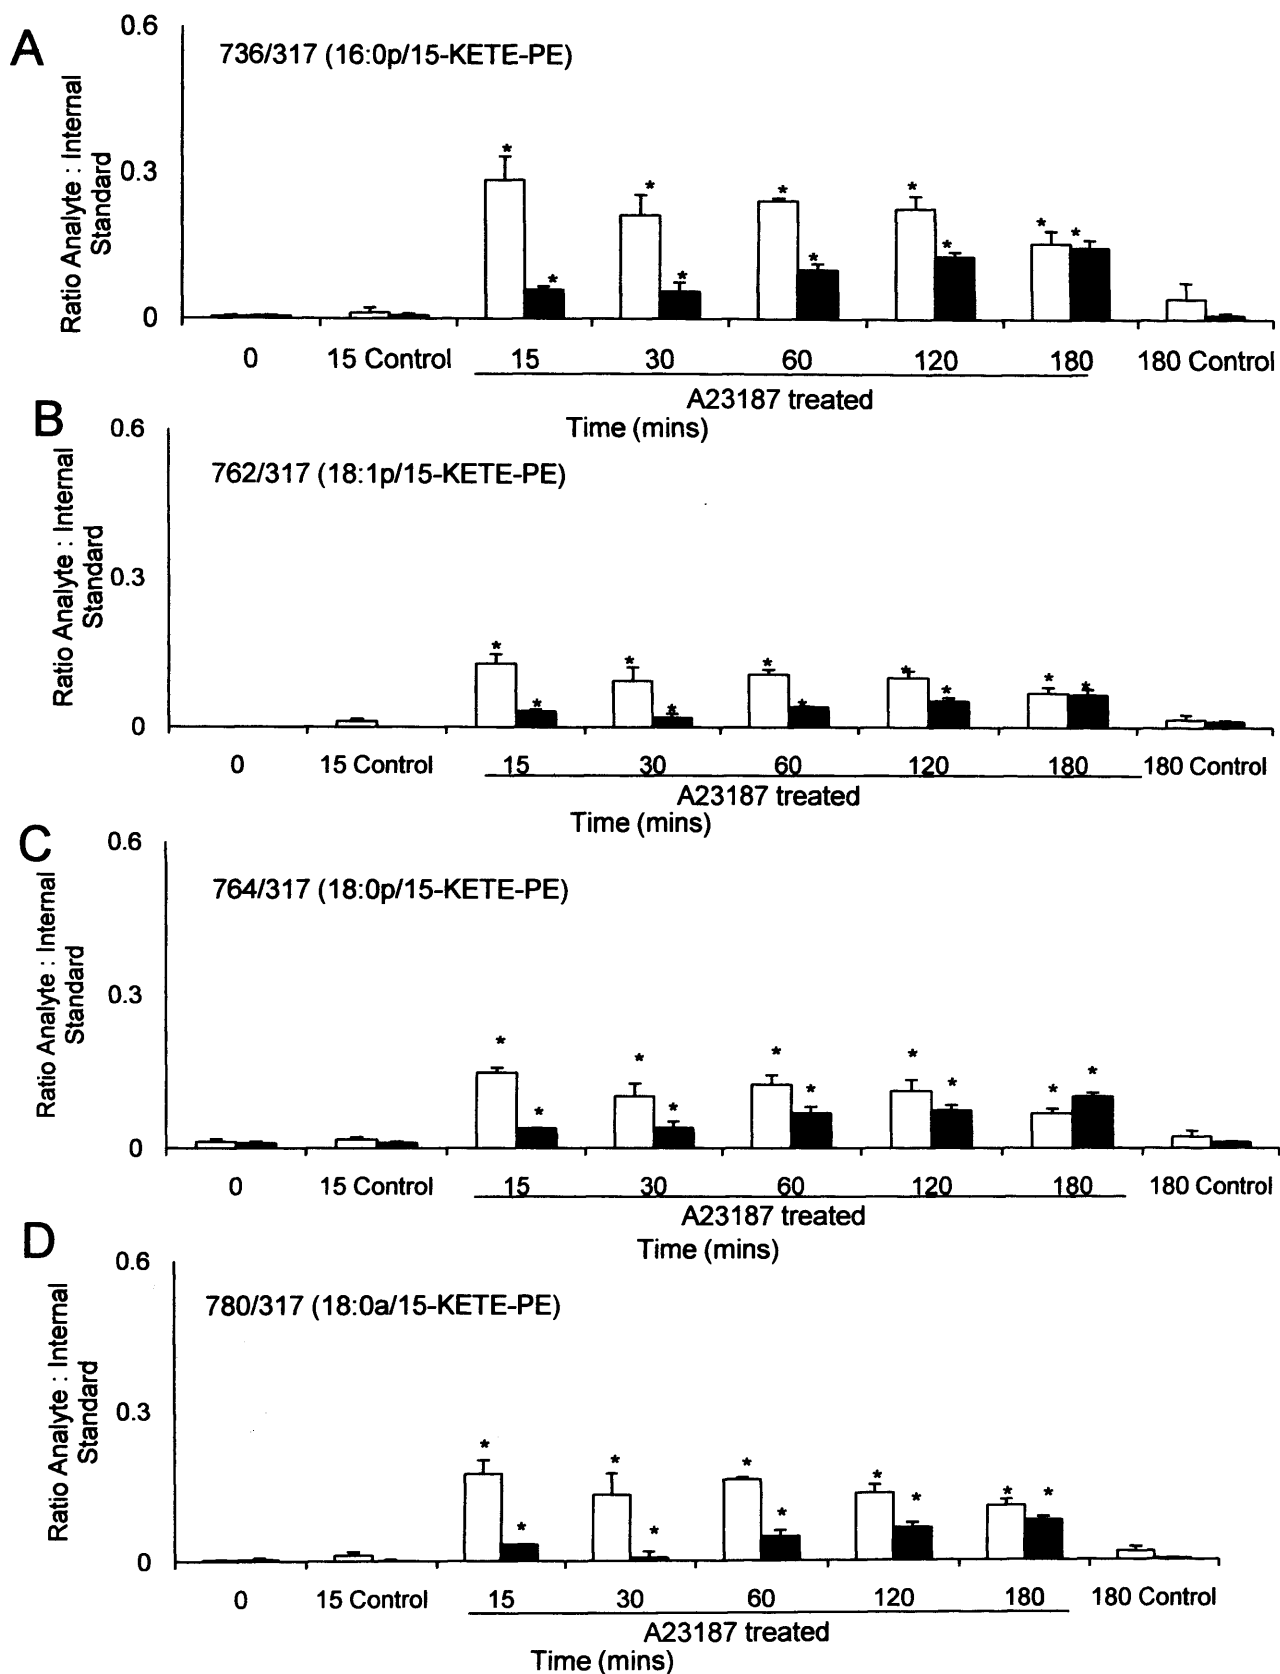 A
736/317 (16:0p/15-KETE-PE)
Ratio Analyte : Internal
Standard
0.6
0.3
0
* * * * * * * * * *
0 15 Control 15 30 60 120 180 180 Control
A23187 treated
Time (mins)
B
762/317 (18:1p/15-KETE-PE)
Ratio Analyte : Internal
Standard
0.6
0.3
0
* * * * * * * * * *
0 15 Control 15 30 60 120 180 180 Control
A23187 treated
Time (mins)
C
764/317 (18:0p/15-KETE-PE)
Ratio Analyte : Internal
Standard
0.6
0.3
0
* * * * * * * * * *
0 15 Control 15 30 60 120 180 180 Control
A23187 treated
Time (mins)
D
780/317 (18:0a/15-KETE-PE)
Ratio Analyte : Internal
Standard
0.6
0.3
0
* * * * * * * * * *
0 15 Control 15 30 60 120 180 180 Control
A23187 treated
Time (mins)